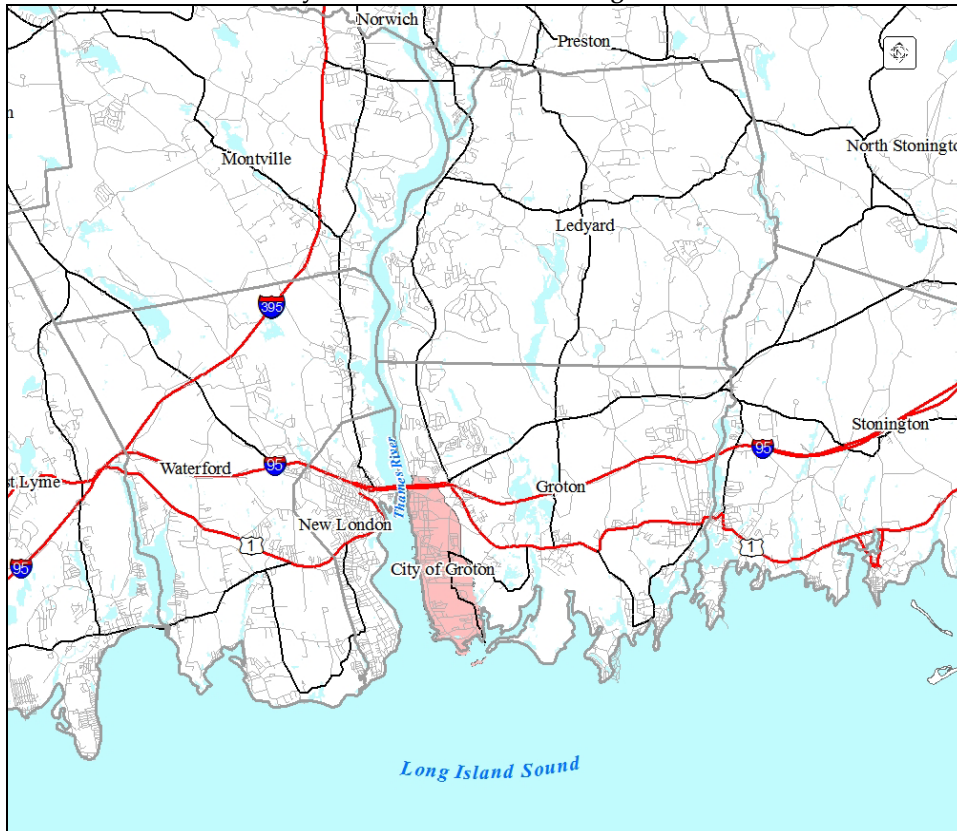 Norwich
Preston
Montville
North Stonington
Ledyard
395
Stonington
95
Waterford
95
t Lyme
Groton
Thames River
New London
1
1
City of Groton
95
Long Island Sound